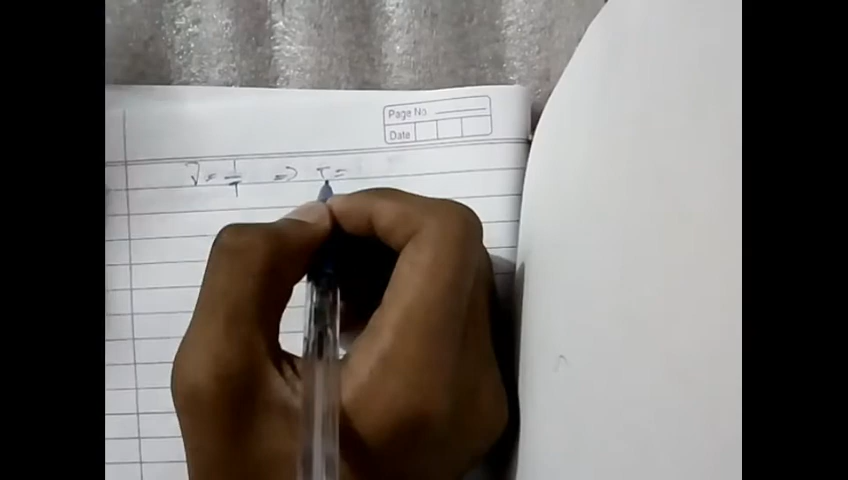 Page No
Date
ν = 1/T ⇒ T =